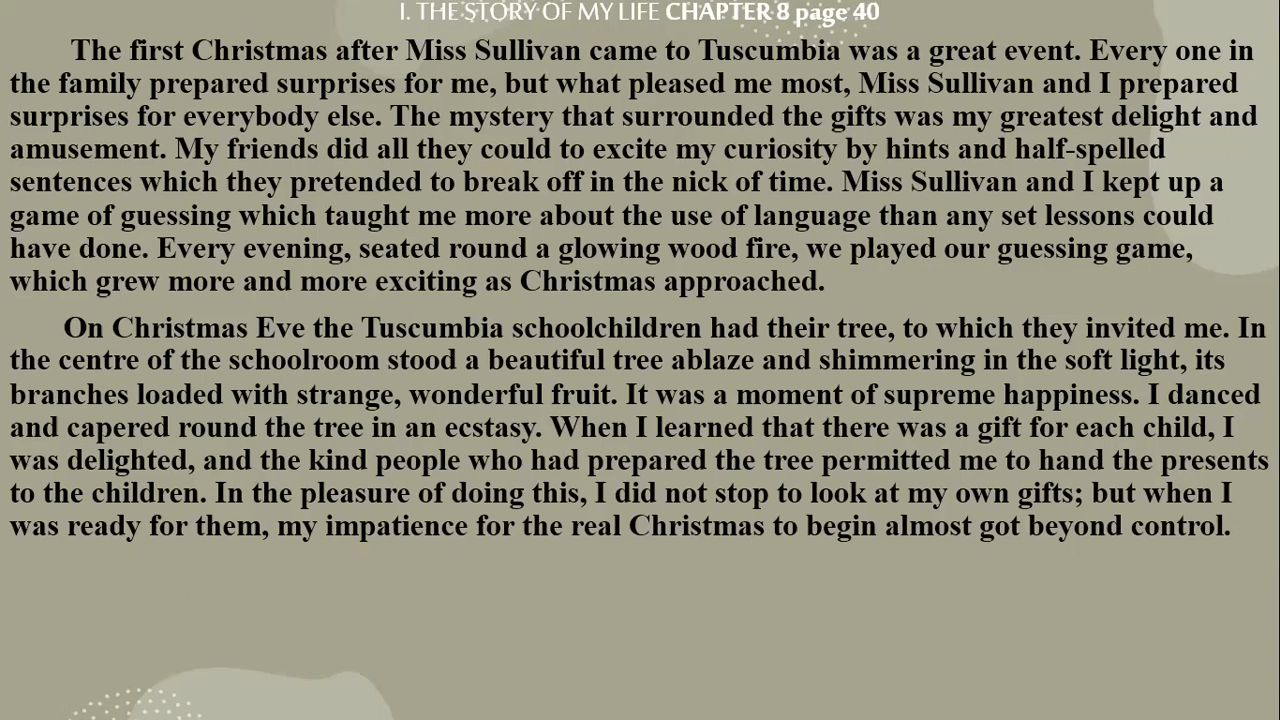 I. THE STORY OF MY LIFE CHAPTER 8 page 40
The first Christmas after Miss Sullivan came to Tuscumbia was a great event. Every one in
the family prepared surprises for me, but what pleased me most, Miss Sullivan and I prepared
surprises for everybody else. The mystery that surrounded the gifts was my greatest delight and
amusement. My friends did all they could to excite my curiosity by hints and half-spelled
sentences which they pretended to break off in the nick of time. Miss Sullivan and I kept up a
game of guessing which taught me more about the use of language than any set lessons could
have done. Every evening, seated round a glowing wood fire, we played our guessing game,
which grew more and more exciting as Christmas approached.
On Christmas Eve the Tuscumbia schoolchildren had their tree, to which they invited me. In
the centre of the schoolroom stood a beautiful tree ablaze and shimmering in the soft light, its
branches loaded with strange, wonderful fruit. It was a moment of supreme happiness. I danced
and capered round the tree in an ecstasy. When I learned that there was a gift for each child, I
was delighted, and the kind people who had prepared the tree permitted me to hand the presents
to the children. In the pleasure of doing this, I did not stop to look at my own gifts; but when I
was ready for them, my impatience for the real Christmas to begin almost got beyond control.